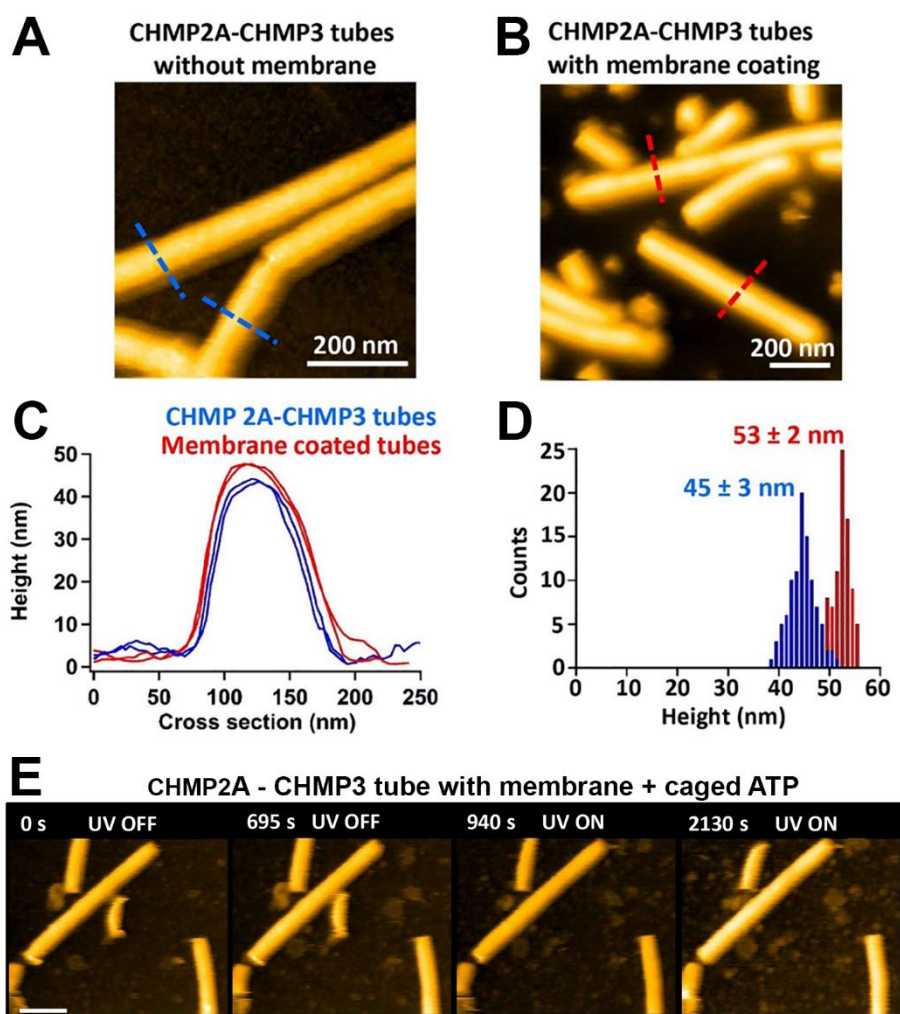 A
CHMP2A-CHMP3 tubes
without membrane
200 nm
B
CHMP2A-CHMP3 tubes
with membrane coating
200 nm
C
CHMP 2A-CHMP3 tubes
Membrane coated tubes
Height (nm)
50
40
30
20
10
0
0 50 100 150 200 250
Cross section (nm)
D
53 ± 2 nm
45 ± 3 nm
Counts
25
20
15
10
5
0
0 10 20 30 40 50 60
Height (nm)
E
CHMP2A - CHMP3 tube with membrane + caged ATP
0 s UV OFF
695 s UV OFF
940 s UV ON
2130 s UV ON